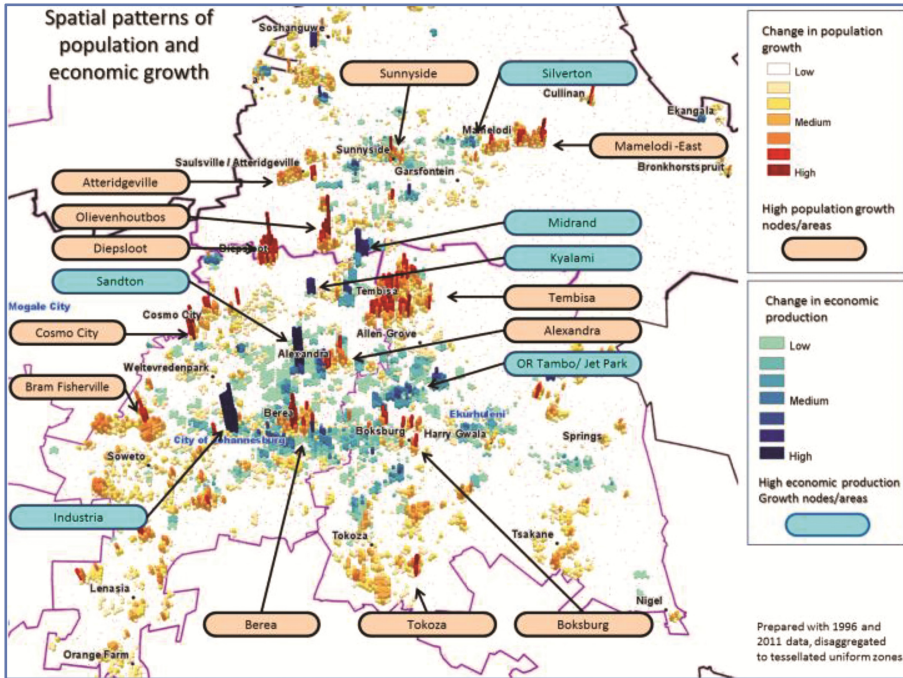 Spatial patterns of
population and
economic growth
Soshanguwe
Sunnyside
Silverton
Cullinan
Ekangala
Mamelodi
Mamelodi -East
Sunnyside
Saulsville / Atteridgeville
Garsfontein
Bronkhorstspruit
Atteridgeville
Olievenhoutbos
Diepsloot
Diepsloot
Midrand
Sandton
Kyalami
Tembisa
Tembisa
Mogale City
Cosmo City
Cosmo City
Allen Grove
Alexandra
Alexandra
Weltevredenpark
OR Tambo/ Jet Park
Bram Fisherville
Berea
Ekurhuleni
Boksburg
Harry Gwala
Springs
City of Johannesburg
Soweto
Industria
Tokoza
Tsakane
Lenasia
Nigel
Berea
Tokoza
Boksburg
Orange Farm
Change in population
growth
Low
Medium
High
High population growth
nodes/areas
Change in economic
production
Low
Medium
High
High economic production
Growth nodes/areas
Prepared with 1996 and
2011 data, disaggregated
to tessellated uniform zones